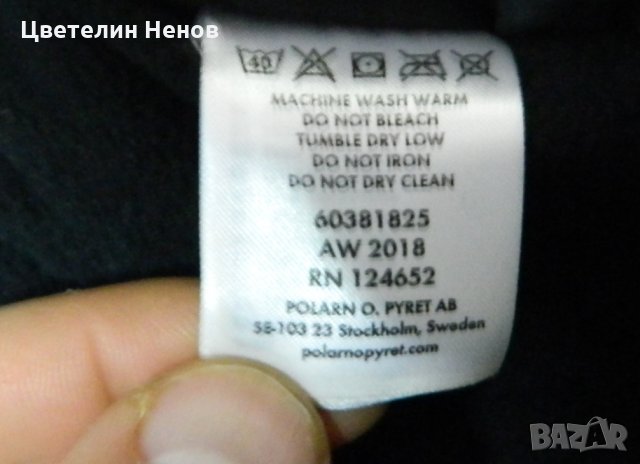 Цветелин Ненов
40
MACHINE WASH WARM
DO NOT BLEACH
TUMBLE DRY LOW
DO NOT IRON
DO NOT DRY CLEAN
60381825
AW 2018
RN 124652
POLARN O. PYRET AB
SE-103 23 Stockholm, Sweden
polarnopyret.com
BAZAR